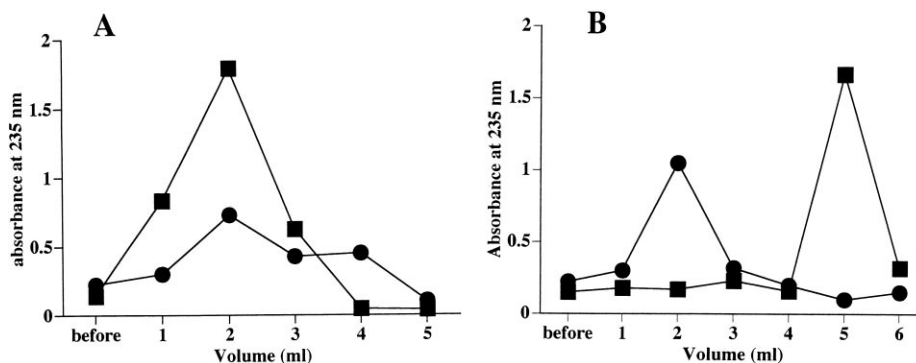 A
absorbance at 235 nm
2
1.5
1
0.5
0
before 1 2 3 4 5
Volume (ml)
B
Absorbance at 235 nm
2
1.5
1
0.5
0
before 1 2 3 4 5 6
Volume (ml)